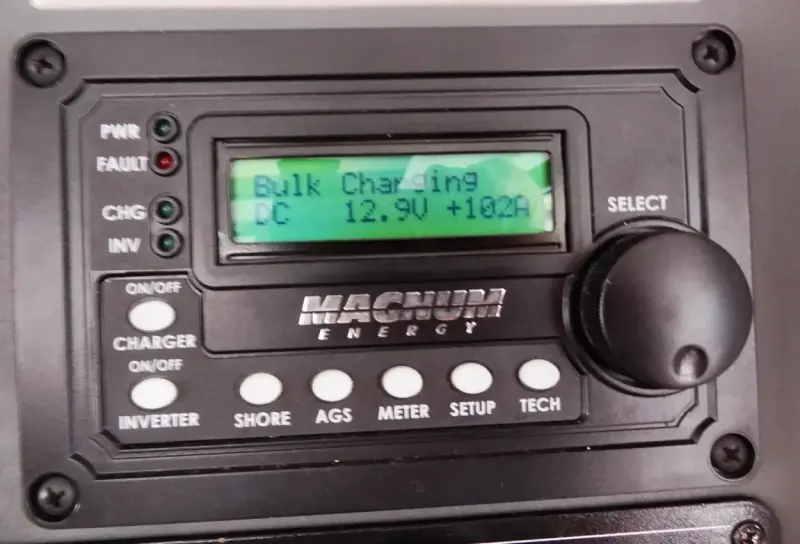 PWR
FAULT
CHG
INV
Bulk Charging
DC 12.9V +102A
SELECT
ON/OFF
CHARGER
ON/OFF
INVERTER
MAGNUM
ENERGY
SHORE
AGS
METER
SETUP
TECH